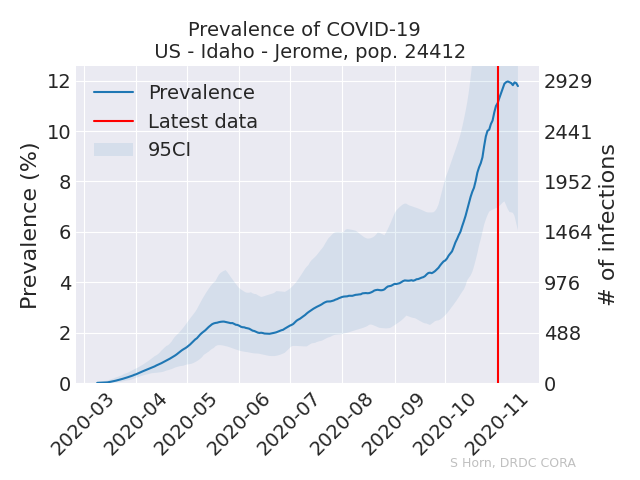 Prevalence of COVID-19
US - Idaho - Jerome, pop. 24412
Prevalence (%)
12
10
8
6
4
2
0
Prevalence
Latest data
95CI
2929
2441
1952
1464
976
488
0
# of infections
2020-03
2020-04
2020-05
2020-06
2020-07
2020-08
2020-09
2020-10
2020-11
S Horn, DRDC CORA